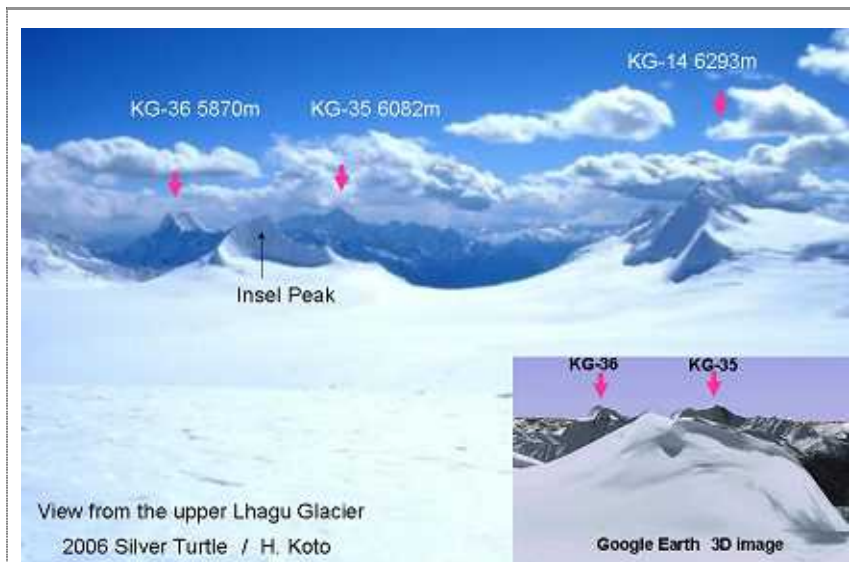 KG-14 6293m
KG-36 5870m
KG-35 6082m
Insel Peak
KG-36
KG-35
View from the upper Lhagu Glacier
2006 Silver Turtle / H. Koto
Google Earth 3D image